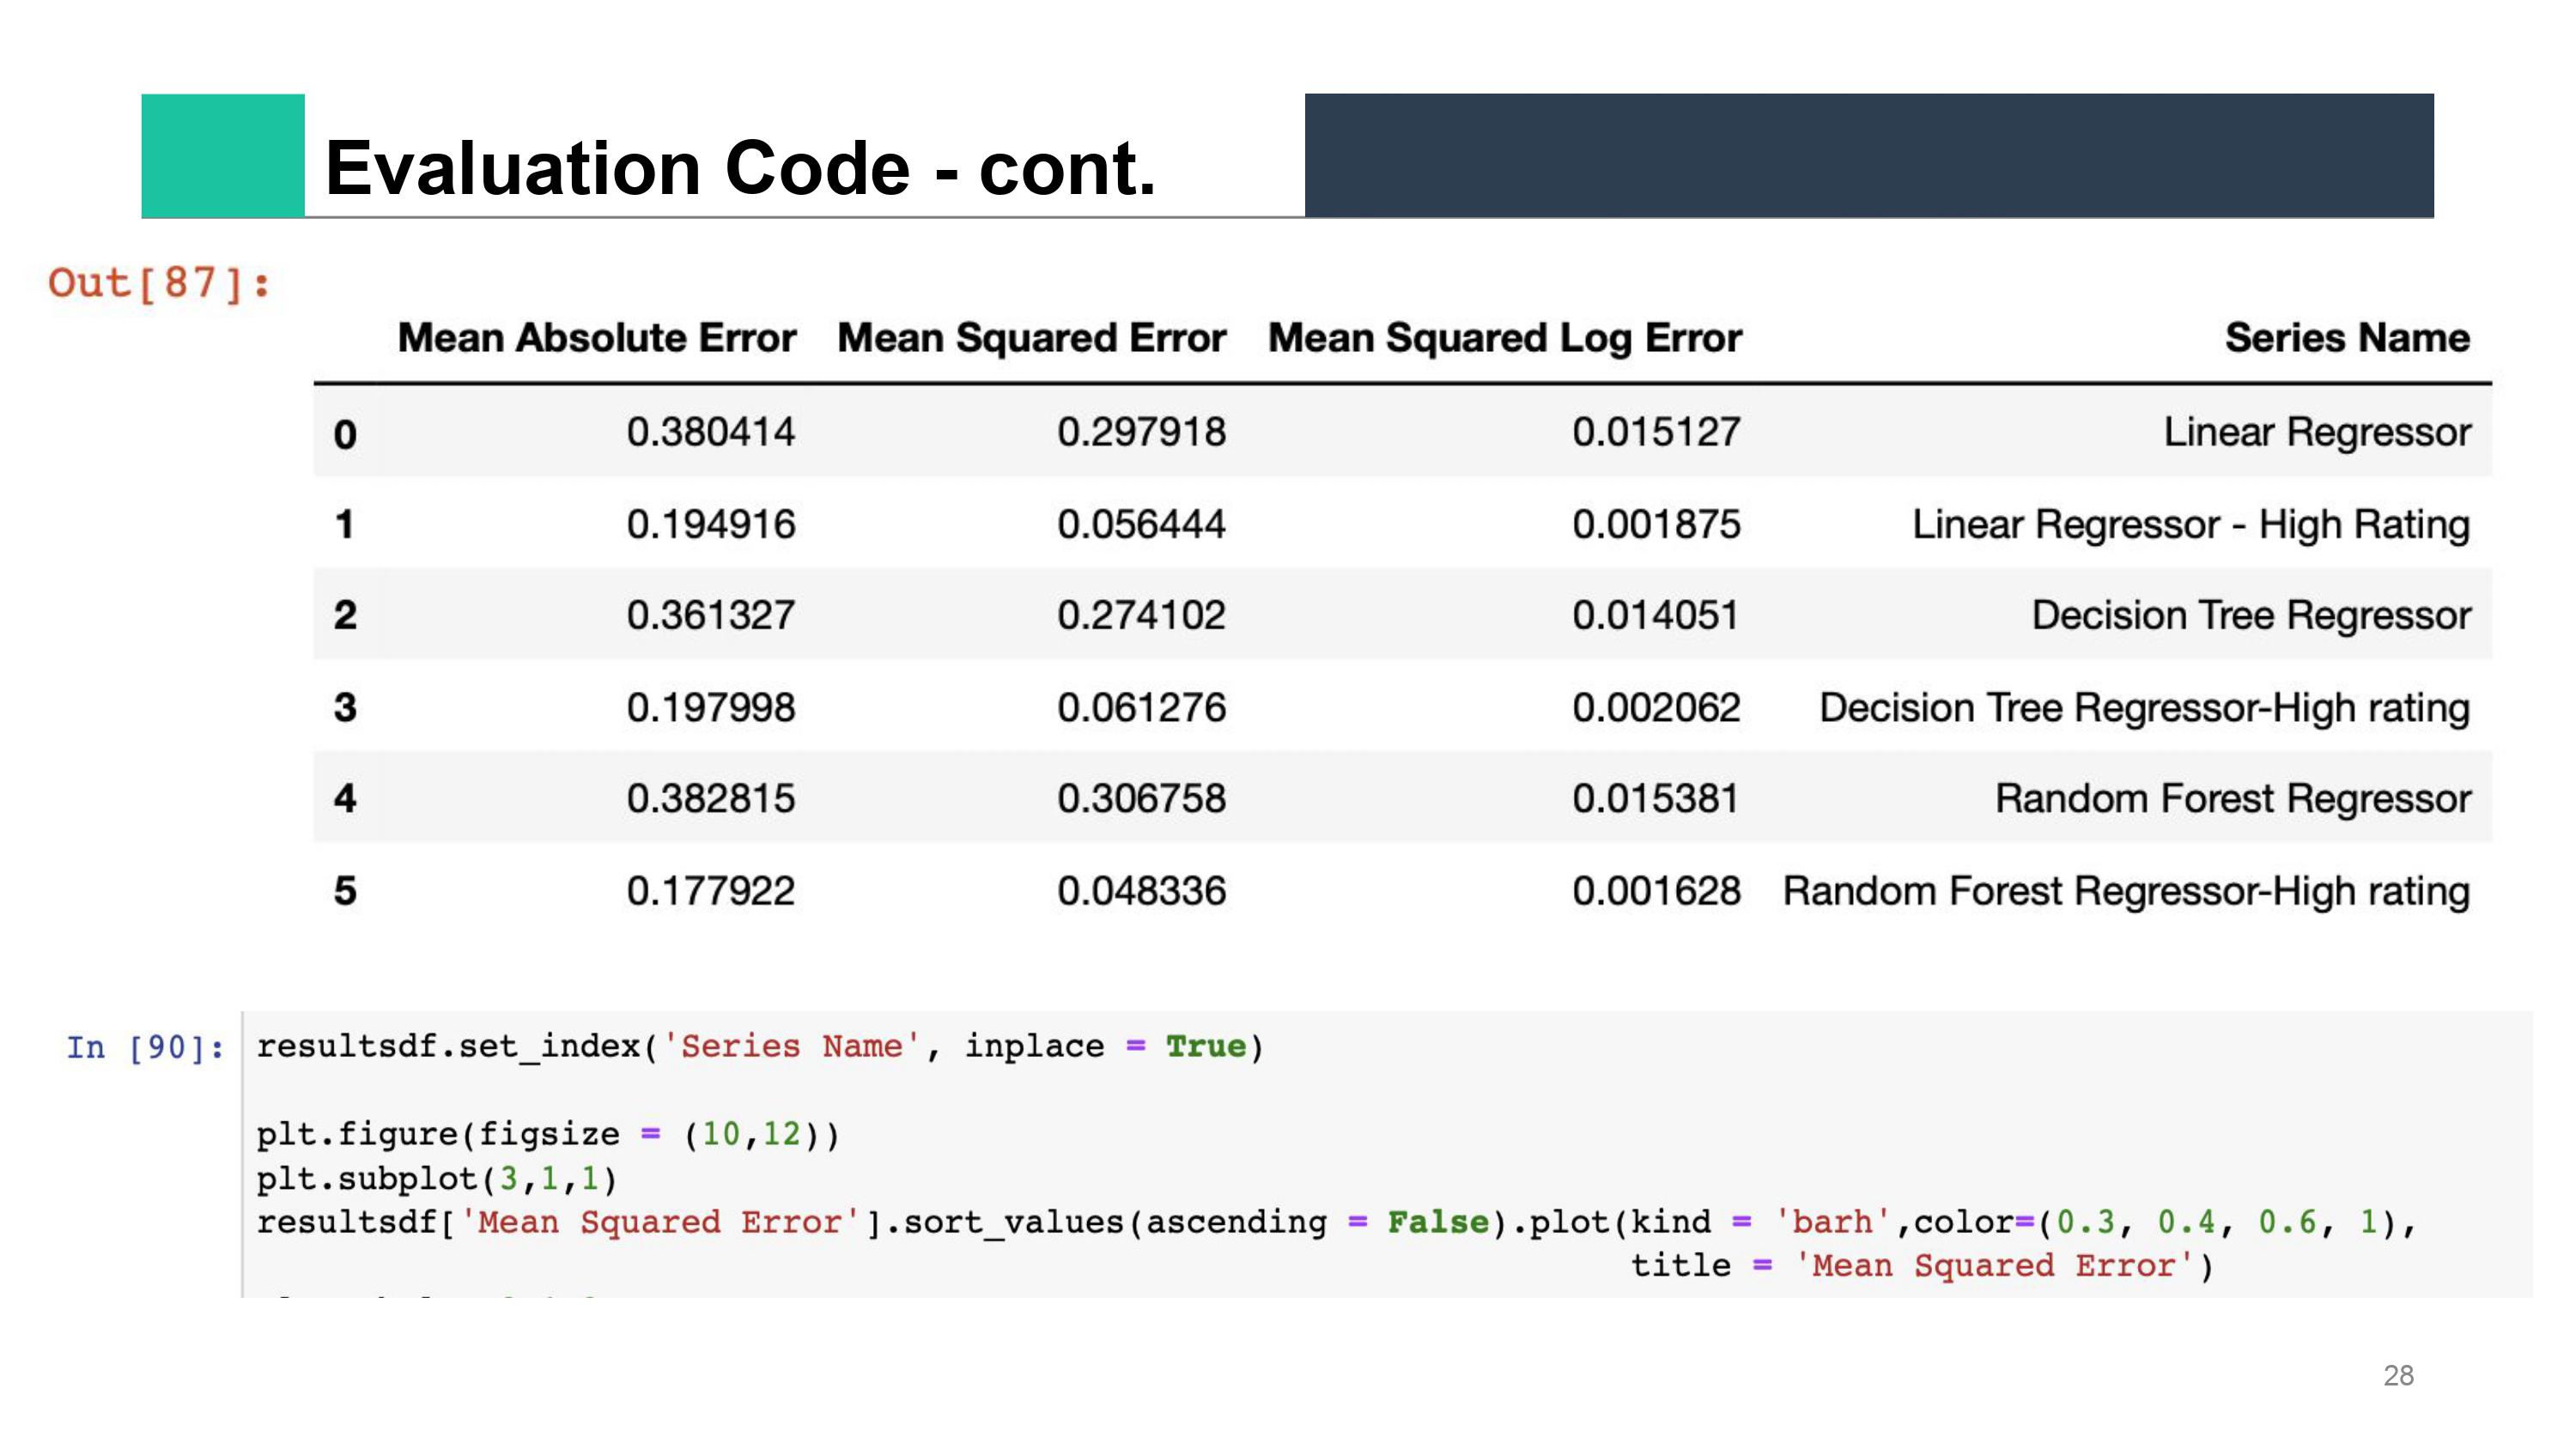 Evaluation Code - cont.
Out[87]:
Mean Absolute Error Mean Squared Error Mean Squared Log Error Series Name
0 0.380414 0.297918 0.015127 Linear Regressor
1 0.194916 0.056444 0.001875 Linear Regressor - High Rating
2 0.361327 0.274102 0.014051 Decision Tree Regressor
3 0.197998 0.061276 0.002062 Decision Tree Regressor-High rating
4 0.382815 0.306758 0.015381 Random Forest Regressor
5 0.177922 0.048336 0.001628 Random Forest Regressor-High rating
In [90]: resultsdf.set_index('Series Name', inplace = True)
plt.figure(figsize = (10,12))
plt.subplot(3,1,1)
resultsdf['Mean Squared Error'].sort_values(ascending = False).plot(kind = 'barh',color=(0.3, 0.4, 0.6, 1),
title = 'Mean Squared Error')
28